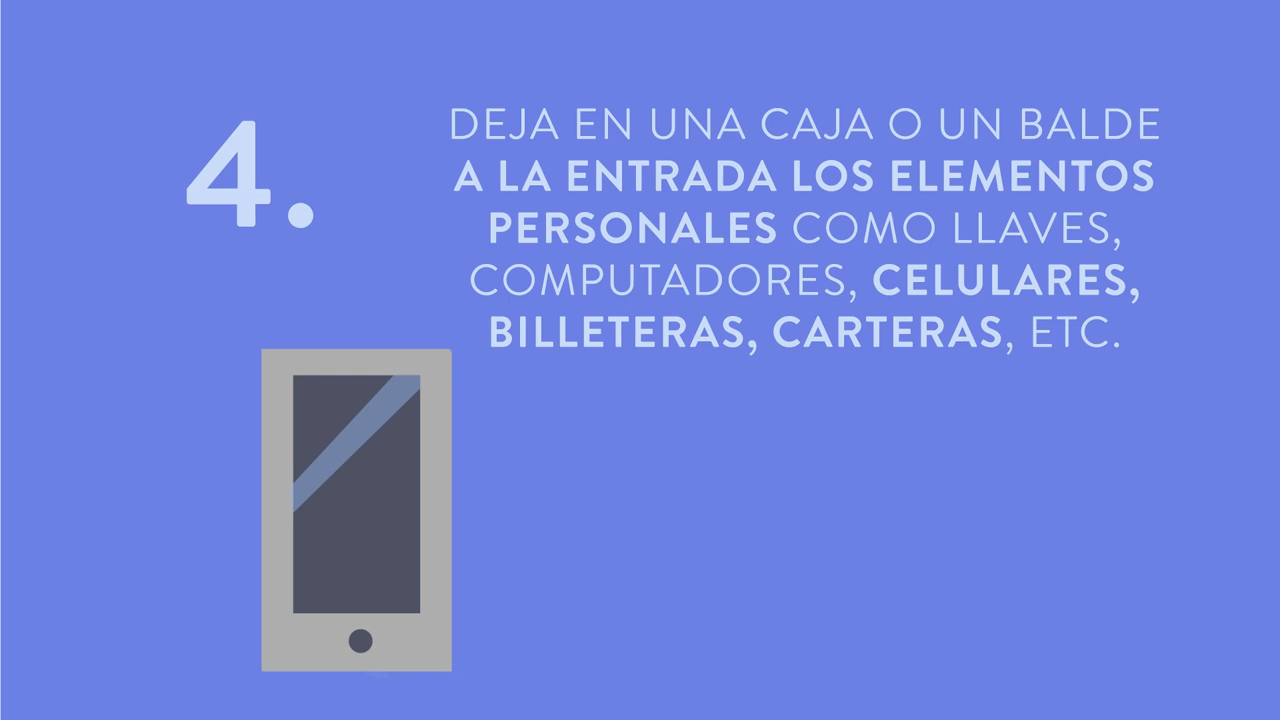 4.
DEJA EN UNA CAJA O UN BALDE
A LA ENTRADA LOS ELEMENTOS
PERSONALES COMO LLAVES,
COMPUTADORES, CELULARES,
BILLETERAS, CARTERAS, ETC.